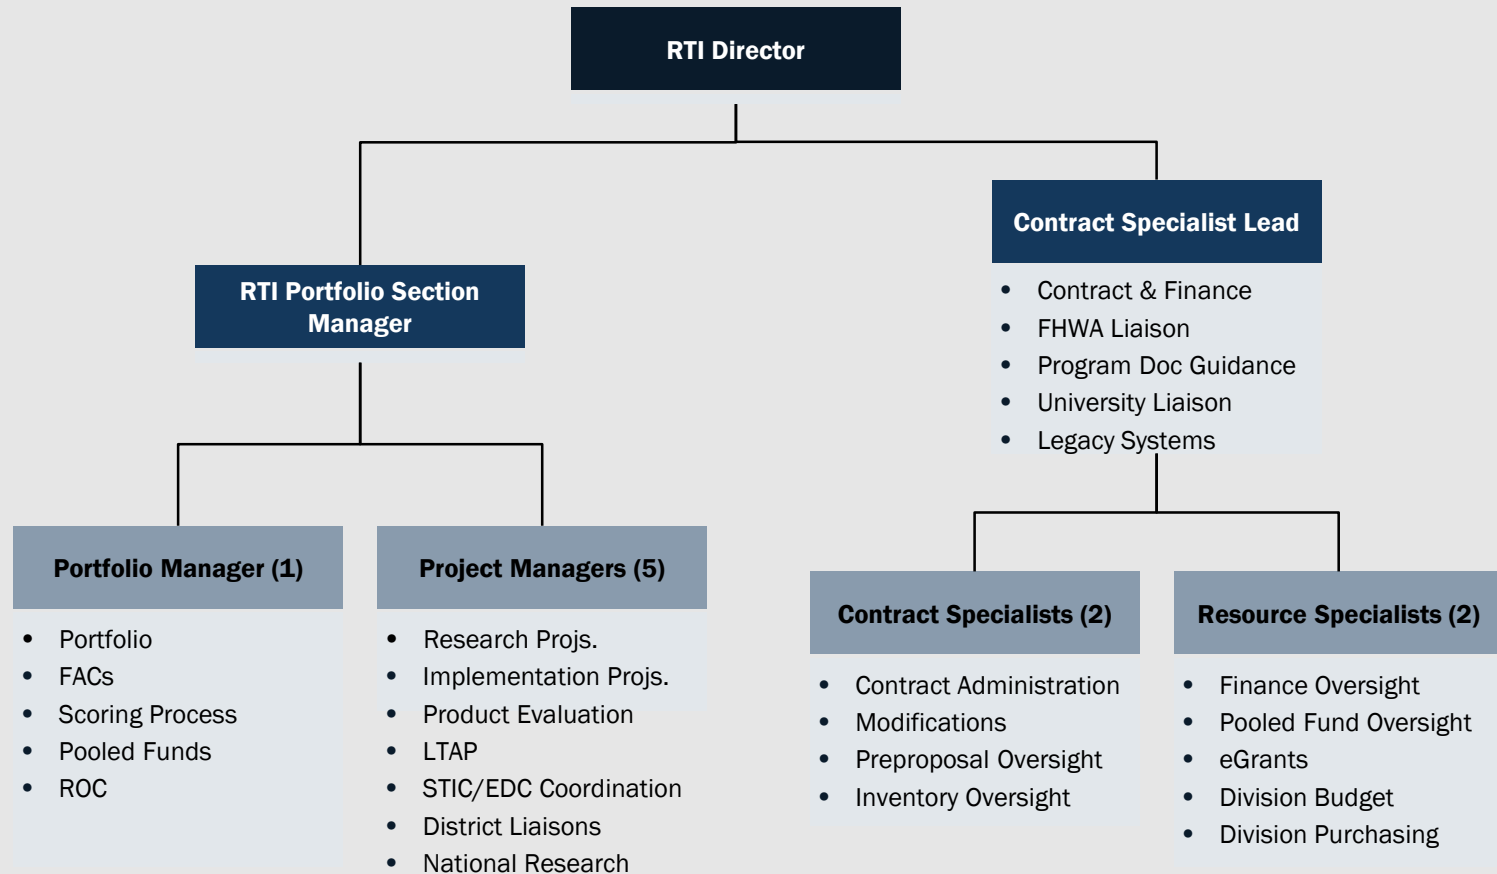 RTI Director
RTI Portfolio Section
Manager
Contract Specialist Lead
• Contract & Finance
• FHWA Liaison
• Program Doc Guidance
• University Liaison
• Legacy Systems
Portfolio Manager (1)
• Portfolio
• FACs
• Scoring Process
• Pooled Funds
• ROC
Project Managers (5)
• Research Projs.
• Implementation Projs.
• Product Evaluation
• LTAP
• STIC/EDC Coordination
• District Liaisons
• National Research
Contract Specialists (2)
• Contract Administration
• Modifications
• Preproposal Oversight
• Inventory Oversight
Resource Specialists (2)
• Finance Oversight
• Pooled Fund Oversight
• eGrants
• Division Budget
• Division Purchasing